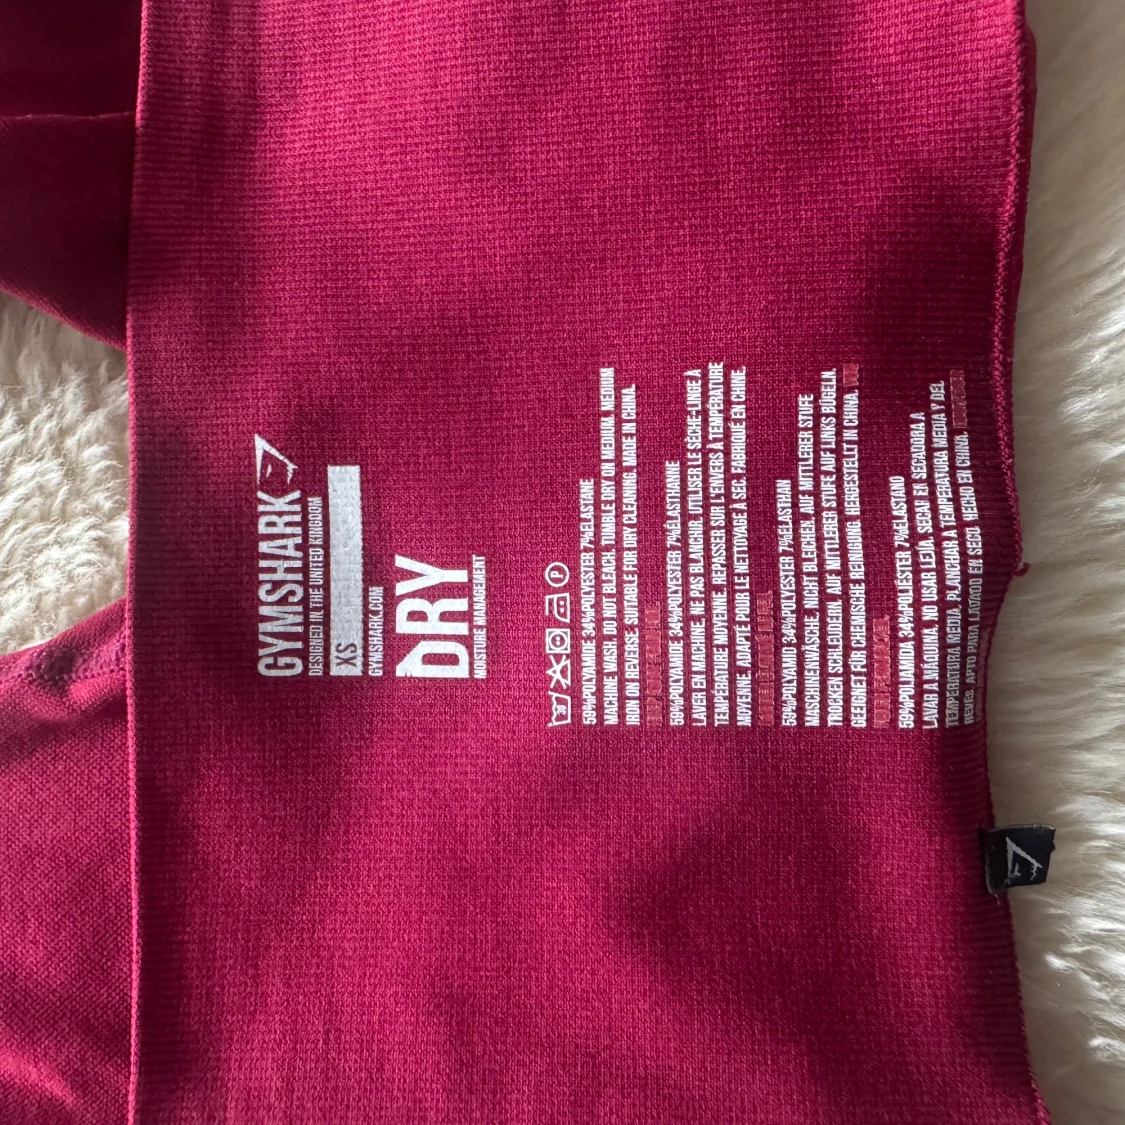 GYMSHARK
DESIGNED IN THE UNITED KINGDOM
XS
GYMSHARK.COM
DRY
MOISTURE MANAGEMENT
30 P
59%POLYAMIDE 34%POLYESTER 7%ELASTANE
MACHINE WASH. DO NOT BLEACH. TUMBLE DRY ON MEDIUM. MEDIUM
IRON ON REVERSE. SUITABLE FOR DRY CLEANING. MADE IN CHINA.
59%POLYAMIDE 34%POLYESTER 7%ÉLASTHANNE
LAVER EN MACHINE, NE PAS BLANCHIR, UTILISER LE SÈCHE-LINGE À
TEMPÉRATURE MOYENNE, REPASSER SUR L'ENVERS À TEMPÉRATURE
MOYENNE, ADAPTÉ POUR LE NETTOYAGE À SEC. FABRIQUÉ EN CHINE.
59%POLYAMID 34%POLYESTER 7%ELASTHAN
MASCHINENWÄSCHE, NICHT BLEICHEN, AUF MITTLERER STUFE
TROCKEN SCHLEUDERN, AUF MITTLERER STUFE AUF LINKS BÜGELN.
GEEIGNET FÜR CHEMISCHE REINIGUNG HERGESTELLT IN CHINA.
59%POLIAMIDA 34%POLIÉSTER 7%ELASTANO
LAVAR A MÁQUINA, NO USAR LEJÍA, SECAR EN SECADORA A
TEMPERATURA MEDIA, PLANCHAR A TEMPERATURA MEDIA Y DEL
REVÉS. APTO PARA LAVADO EN SECO. HECHO EN CHINA.